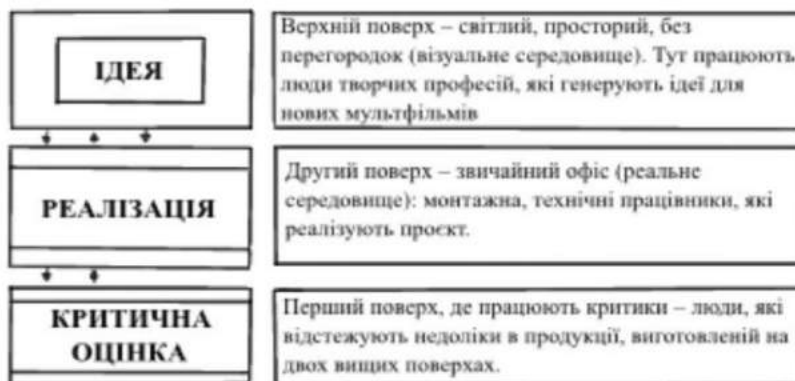 ІДЕЯ
Верхній поверх – світлий, просторий, без
перегородок (візуальне середовище). Тут працюють
люди творчих професій, які генерують ідеї для
нових мультфільмів
РЕАЛІЗАЦІЯ
Другий поверх – звичайний офіс (реальне
середовище): монтажна, технічні працівники, які
реалізують проєкт.
КРИТИЧНА
ОЦІНКА
Перший поверх, де працюють критики – люди, які
відстежують недоліки в продукції, виготовленій на
двох вищих поверхах.